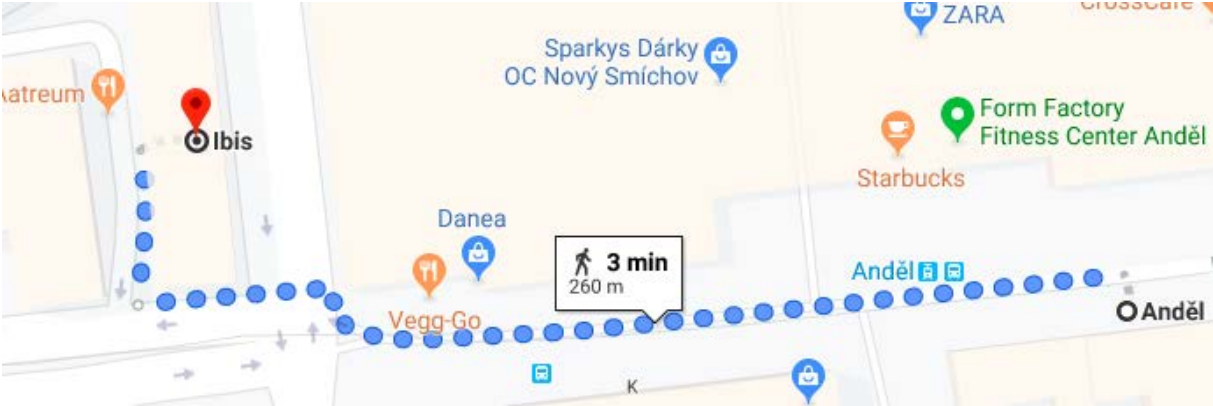 ZARA
CrossCafe
Sparkys Dárky
OC Nový Smíchov
Aatreum
Ibis
Form Factory
Fitness Center Anděl
Starbucks
Danea
3 min
260 m
Anděl
Vegg-Go
Anděl
K